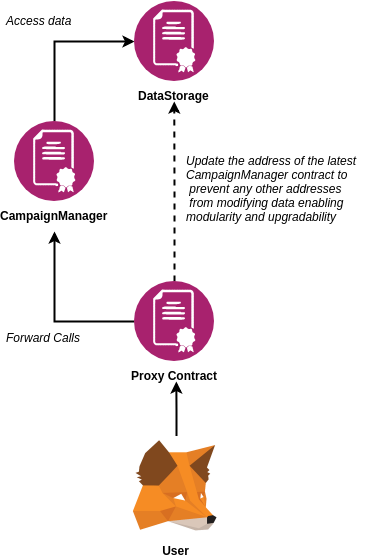 Access data
DataStorage
Update the address of the latest
CampaignManager contract to
prevent any other addresses
from modifying data enabling
modularity and upgradability
CampaignManager
Forward Calls
Proxy Contract
User